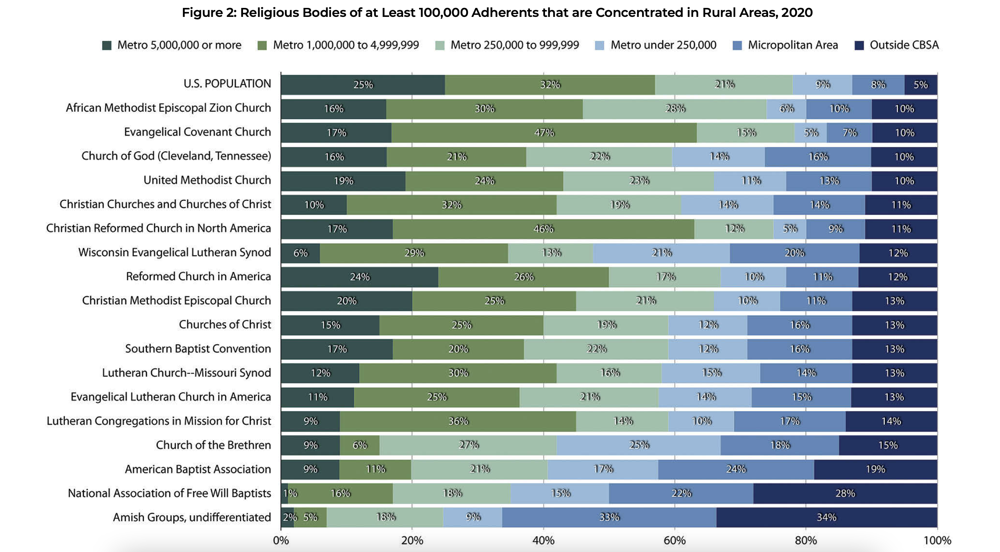 Figure 2: Religious Bodies of at Least 100,000 Adherents that are Concentrated in Rural Areas, 2020
Metro 5,000,000 or more Metro 1,000,000 to 4,999,999 Metro 250,000 to 999,999 Metro under 250,000 Micropolitan Area Outside CBSA
U.S. POPULATION 25% 32% 21% 9% 8% 5%
African Methodist Episcopal Zion Church 16% 30% 28% 6% 10% 10%
Evangelical Covenant Church 17% 47% 15% 5% 7% 10%
Church of God (Cleveland, Tennessee) 16% 21% 22% 14% 16% 10%
United Methodist Church 19% 24% 23% 11% 13% 10%
Christian Churches and Churches of Christ 10% 32% 19% 14% 14% 11%
Christian Reformed Church in North America 17% 46% 12% 5% 9% 11%
Wisconsin Evangelical Lutheran Synod 6% 29% 13% 21% 20% 12%
Reformed Church in America 24% 26% 17% 10% 11% 12%
Christian Methodist Episcopal Church 20% 25% 21% 10% 11% 13%
Churches of Christ 15% 25% 19% 12% 16% 13%
Southern Baptist Convention 17% 20% 22% 12% 16% 13%
Lutheran Church--Missouri Synod 12% 30% 16% 15% 14% 13%
Evangelical Lutheran Church in America 11% 25% 21% 14% 15% 13%
Lutheran Congregations in Mission for Christ 9% 36% 14% 10% 17% 14%
Church of the Brethren 9% 6% 27% 25% 18% 15%
American Baptist Association 9% 11% 21% 17% 24% 19%
National Association of Free Will Baptists 1% 16% 18% 15% 22% 28%
Amish Groups, undifferentiated 2% 5% 18% 9% 33% 34%
0% 20% 40% 60% 80% 100%